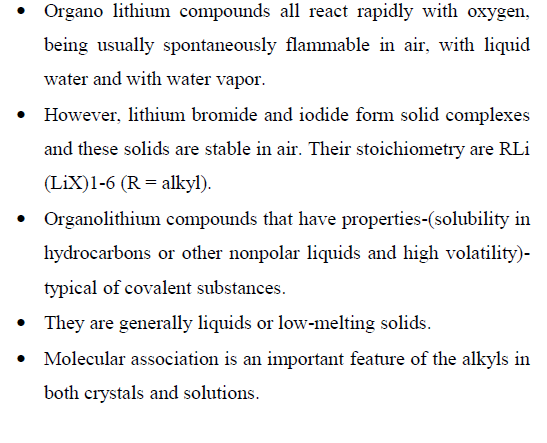 • Organo lithium compounds all react rapidly with oxygen,
being usually spontaneously flammable in air, with liquid
water and with water vapor.
• However, lithium bromide and iodide form solid complexes
and these solids are stable in air. Their stoichiometry are RLi
(LiX)1-6 (R = alkyl).
• Organolithium compounds that have properties-(solubility in
hydrocarbons or other nonpolar liquids and high volatility)-
typical of covalent substances.
• They are generally liquids or low-melting solids.
• Molecular association is an important feature of the alkyls in
both crystals and solutions.